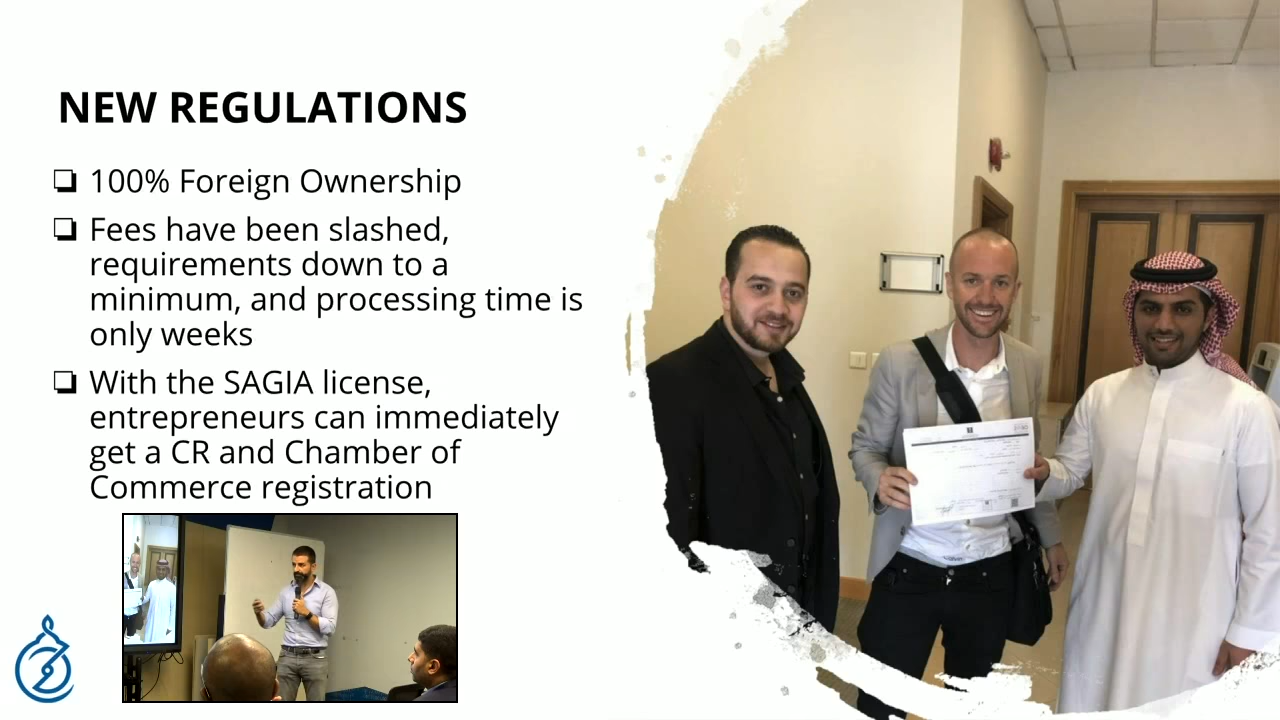 NEW REGULATIONS
❏ 100% Foreign Ownership
❏ Fees have been slashed,
requirements down to a
minimum, and processing time is
only weeks
❏ With the SAGIA license,
entrepreneurs can immediately
get a CR and Chamber of
Commerce registration